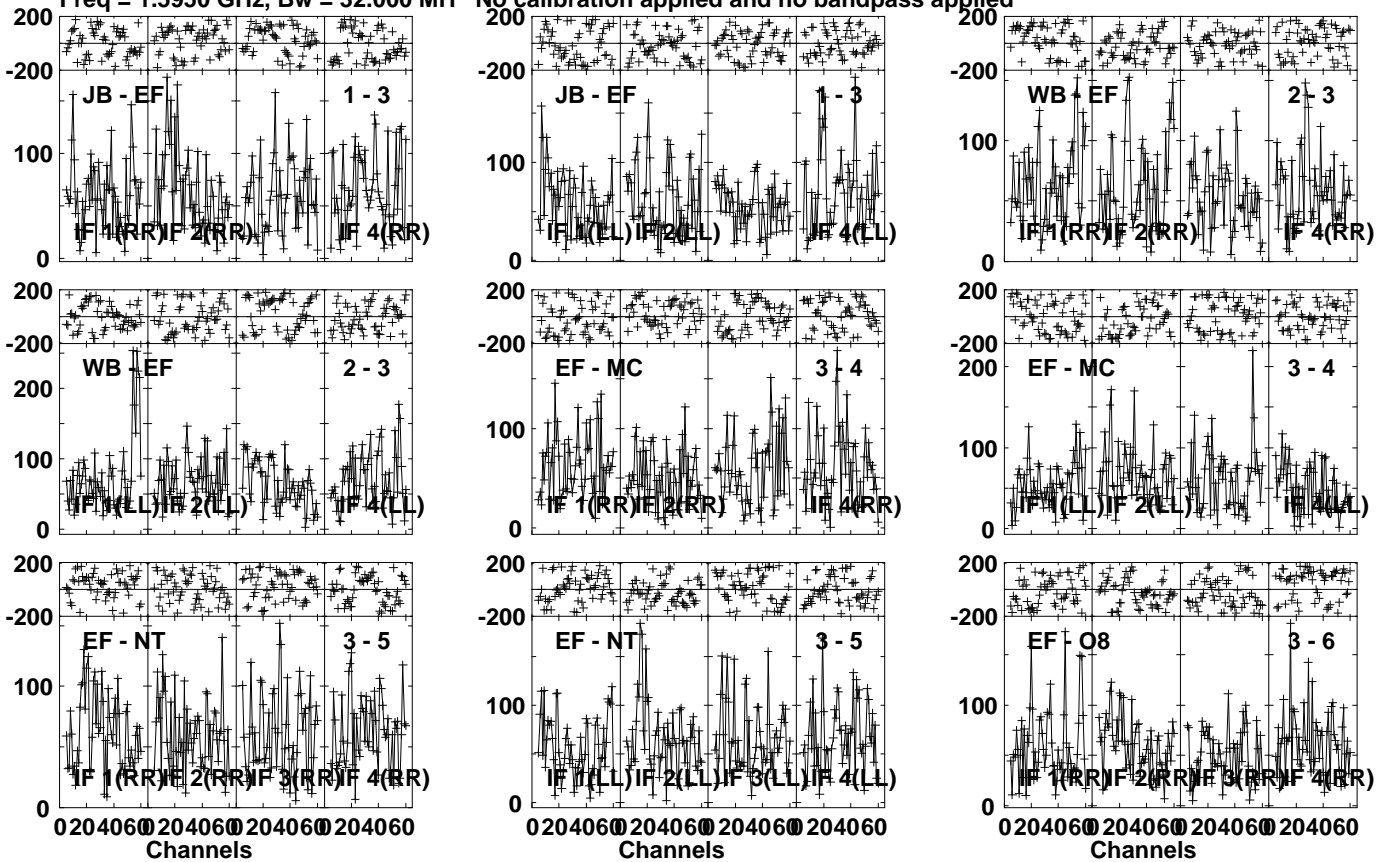 Freq = 1.5950 GHz, Bw = 32.000 MH No calibration applied and no bandpass applied
200
-200
JB - EF
1 - 3
100
IF 1(RR)
IF 2(RR)
IF 4(RR)
0
JB - EF
1 - 3
100
IF 1(LL)
IF 2(LL)
IF 4(LL)
0
200
-200
WB - EF
2 - 3
100
IF 1(RR)
IF 2(RR)
IF 4(RR)
0
200
-200
WB - EF
2 - 3
200
100
IF 1(LL)
IF 2(LL)
IF 4(LL)
0
200
-200
EF - MC
3 - 4
100
IF 1(RR)
IF 2(RR)
IF 4(RR)
0
200
-200
EF - MC
3 - 4
200
100
IF 1(LL)
IF 2(LL)
IF 4(LL)
0
200
-200
EF - NT
3 - 5
100
IF 1(RR)
IF 2(RR)
IF 3(RR)
IF 4(RR)
0
0 20 40 60 0 20 40 60 0 20 40 60 0 20 40 60
Channels
200
-200
EF - NT
3 - 5
100
IF 1(LL)
IF 2(LL)
IF 3(LL)
IF 4(LL)
0
0 20 40 60 0 20 40 60 0 20 40 60 0 20 40 60
Channels
200
-200
EF - O8
3 - 6
100
IF 1(RR)
IF 2(RR)
IF 3(RR)
IF 4(RR)
0
0 20 40 60 0 20 40 60 0 20 40 60 0 20 40 60
Channels